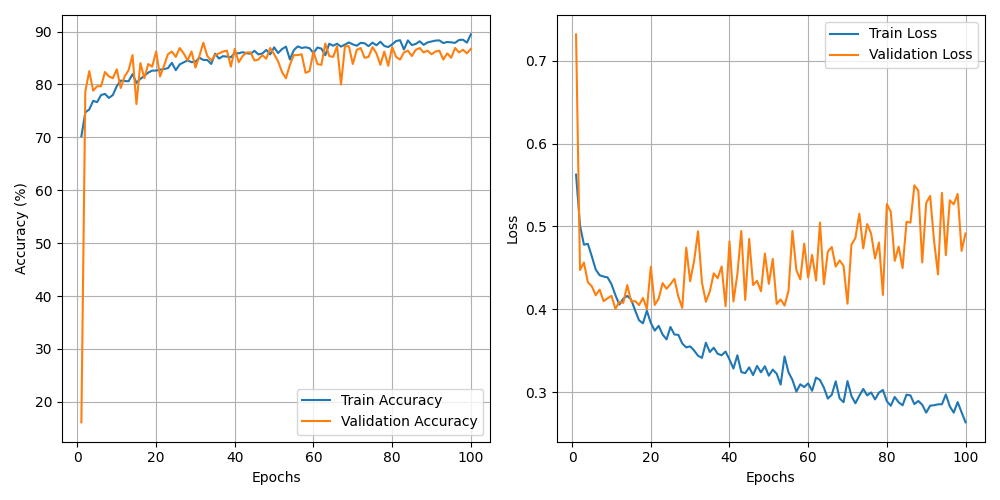 90
80
70
60
50
40
30
20
0 20 40 60 80 100
Accuracy (%)
Epochs
Train Accuracy
Validation Accuracy
0.7
0.6
0.5
0.4
0.3
0 20 40 60 80 100
Loss
Epochs
Train Loss
Validation Loss